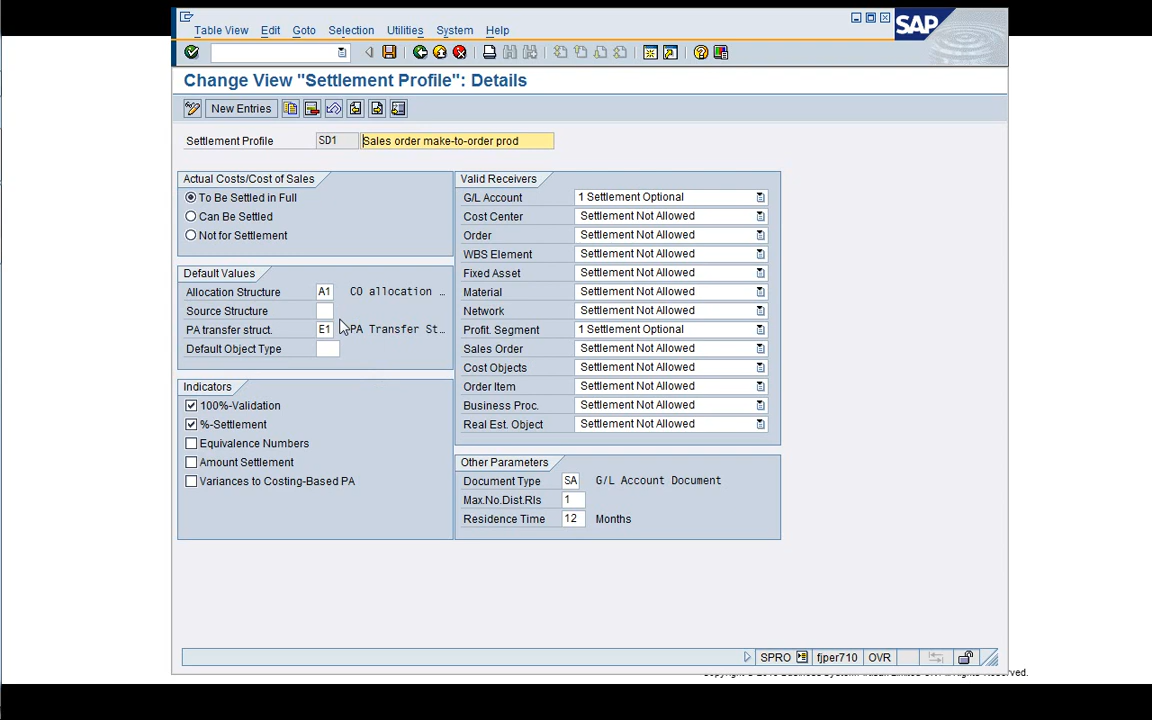 Table View Edit Goto Selection Utilities System Help
SAP
Change View "Settlement Profile": Details
New Entries
Settlement Profile SD1 Sales order make-to-order prod
Actual Costs/Cost of Sales
To Be Settled in Full
Can Be Settled
Not for Settlement
Default Values
Allocation Structure A1 CO allocation ...
Source Structure
PA transfer struct. E1 PA Transfer St...
Default Object Type
Indicators
100%-Validation
%-Settlement
Equivalence Numbers
Amount Settlement
Variances to Costing-Based PA
Valid Receivers
G/L Account 1 Settlement Optional
Cost Center Settlement Not Allowed
Order Settlement Not Allowed
WBS Element Settlement Not Allowed
Fixed Asset Settlement Not Allowed
Material Settlement Not Allowed
Network Settlement Not Allowed
Profit. Segment 1 Settlement Optional
Sales Order Settlement Not Allowed
Cost Objects Settlement Not Allowed
Order Item Settlement Not Allowed
Business Proc. Settlement Not Allowed
Real Est. Object Settlement Not Allowed
Other Parameters
Document Type SA G/L Account Document
Max.No.Dist.Rls 1
Residence Time 12 Months
SPRO fjper710 OVR